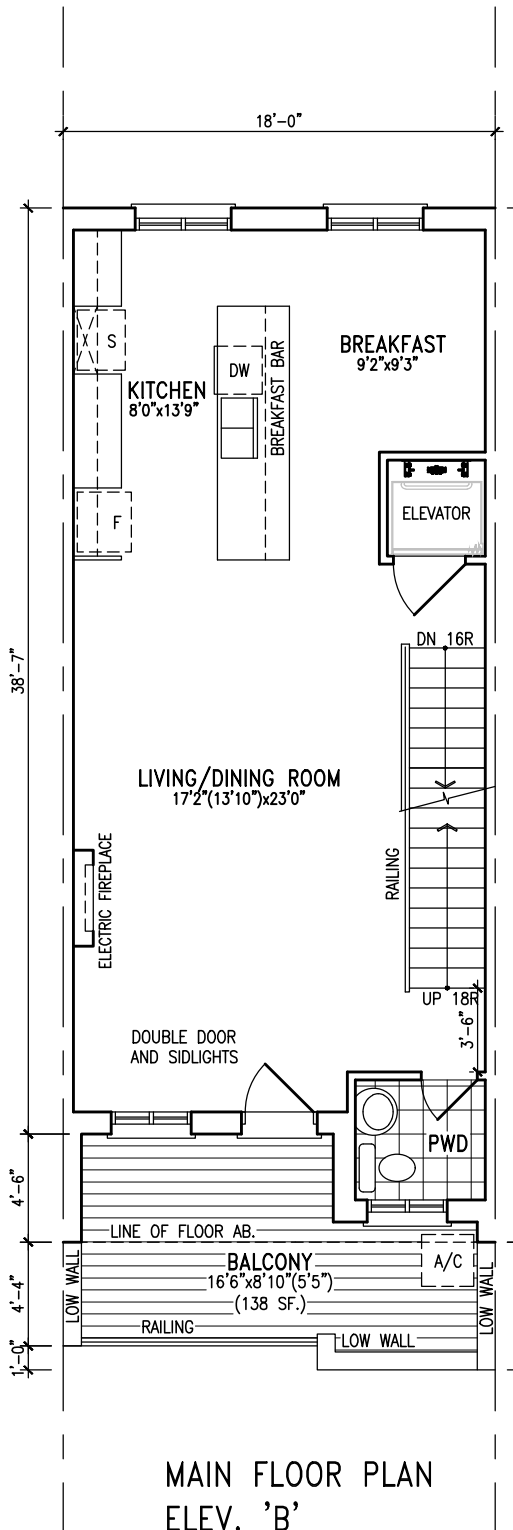 18'-0"
S
DW
BREAKFAST BAR
BREAKFAST
9'2"x9'3"
KITCHEN
8'0"x13'9"
F
ELEVATOR
DN 16R
38'-7"
LIVING/DINING ROOM
17'2"(13'10")x23'0"
RAILING
ELECTRIC FIREPLACE
UP 18R
3'-6"
DOUBLE DOOR
AND SIDLIGHTS
PWD
4'-6"
LINE OF FLOOR AB.
BALCONY
16'6"x8'10"(5'5")
(138 SF.)
A/C
LOW WALL
LOW WALL
4'-4"
RAILING
LOW WALL
1'-0"
MAIN FLOOR PLAN
ELEV. 'B'